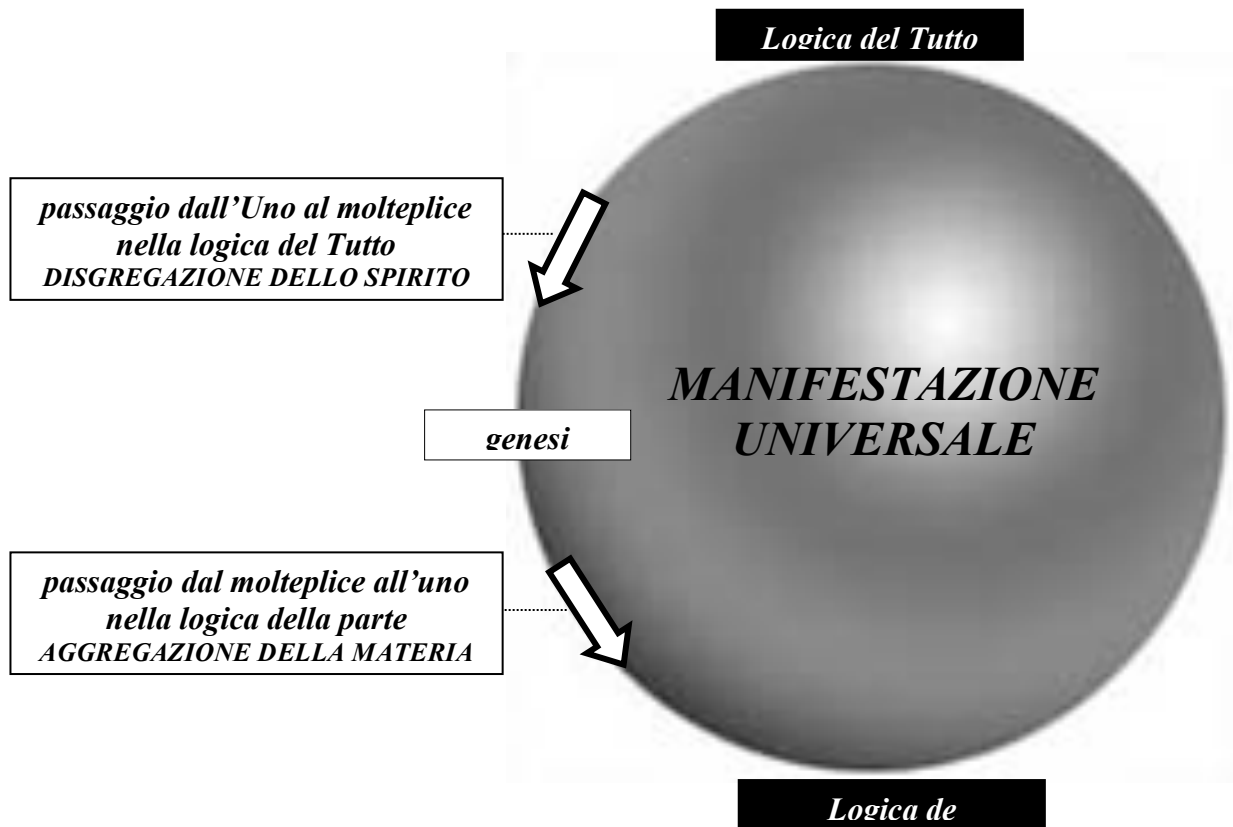 Logica del Tutto
passaggio dall’Uno al molteplice
nella logica del Tutto
DISGREGAZIONE DELLO SPIRITO
MANIFESTAZIONE
UNIVERSALE
genesi
passaggio dal molteplice all’uno
nella logica della parte
AGGREGAZIONE DELLA MATERIA
Logica de